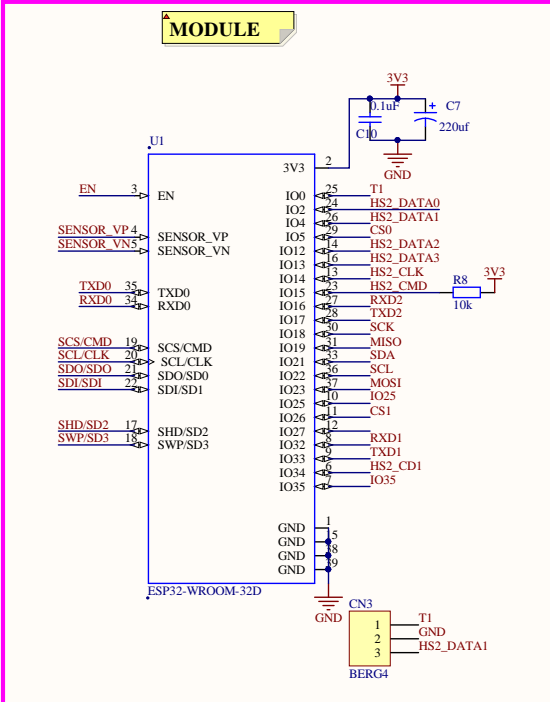 MODULE
3V3
0.1uF
C7
C10
220uf
GND
U1
3V3 2
EN 3 EN
IO0 25 T1
IO2 24 HS2_DATA0
IO4 26 HS2_DATA1
SENSOR_VP 4 SENSOR_VP
IO5 29 CS0
SENSOR_VN 5 SENSOR_VN
IO12 14 HS2_DATA2
IO13 16 HS2_DATA3
IO14 13 HS2_CLK
TXD0 35 TXD0
IO15 23 HS2_CMD
R8
10k
3V3
RXD0 34 RXD0
IO16 27 RXD2
IO17 28 TXD2
IO18 30 SCK
SCS/CMD 19 SCS/CMD
IO19 31 MISO
SCL/CLK 20 SCL/CLK
IO21 33 SDA
SDO/SDO 21 SDO/SD0
IO22 36 SCL
SDI/SDI 22 SDI/SD1
IO23 37 MOSI
IO25 10 IO25
IO26 11 CS1
SHD/SD2 17 SHD/SD2
IO27 12
SWP/SD3 18 SWP/SD3
IO32 8 RXD1
IO33 9 TXD1
IO34 6 HS2_CD1
IO35 7 IO35
GND 1
GND 15
GND 38
GND 39
ESP32-WROOM-32D
GND
CN3
1 T1
2 GND
3 HS2_DATA1
BERG4